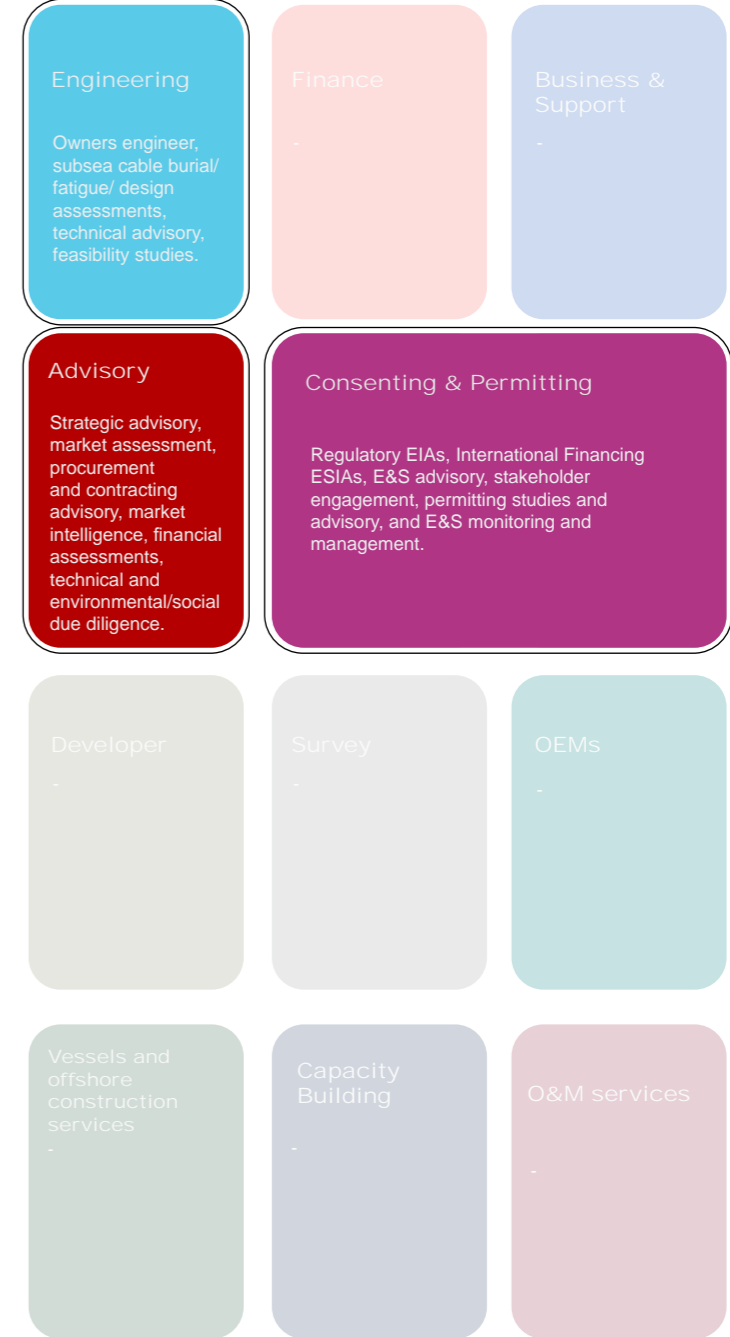 Engineering
Owners engineer,
subsea cable burial/
fatigue/ design
assessments,
technical advisory,
feasibility studies.
Finance
-
Business &
Support
-
Advisory
Strategic advisory,
market assessment,
procurement
and contracting
advisory, market
intelligence, financial
assessments,
technical and
environmental/social
due diligence.
Consenting & Permitting
Regulatory EIAs, International Financing
ESIAs, E&S advisory, stakeholder
engagement, permitting studies and
advisory, and E&S monitoring and
management.
Developer
-
Survey
-
OEMs
-
Vessels and
offshore
construction
services
-
Capacity
Building
-
O&M services
-